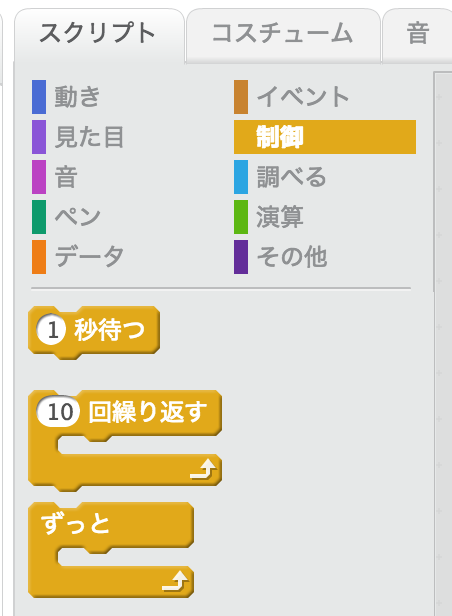 スクリプト コスチューム 音
動き イベント
見た目 制御
音 調べる
ペン 演算
データ その他
1 秒待つ
10 回繰り返す
ずっと